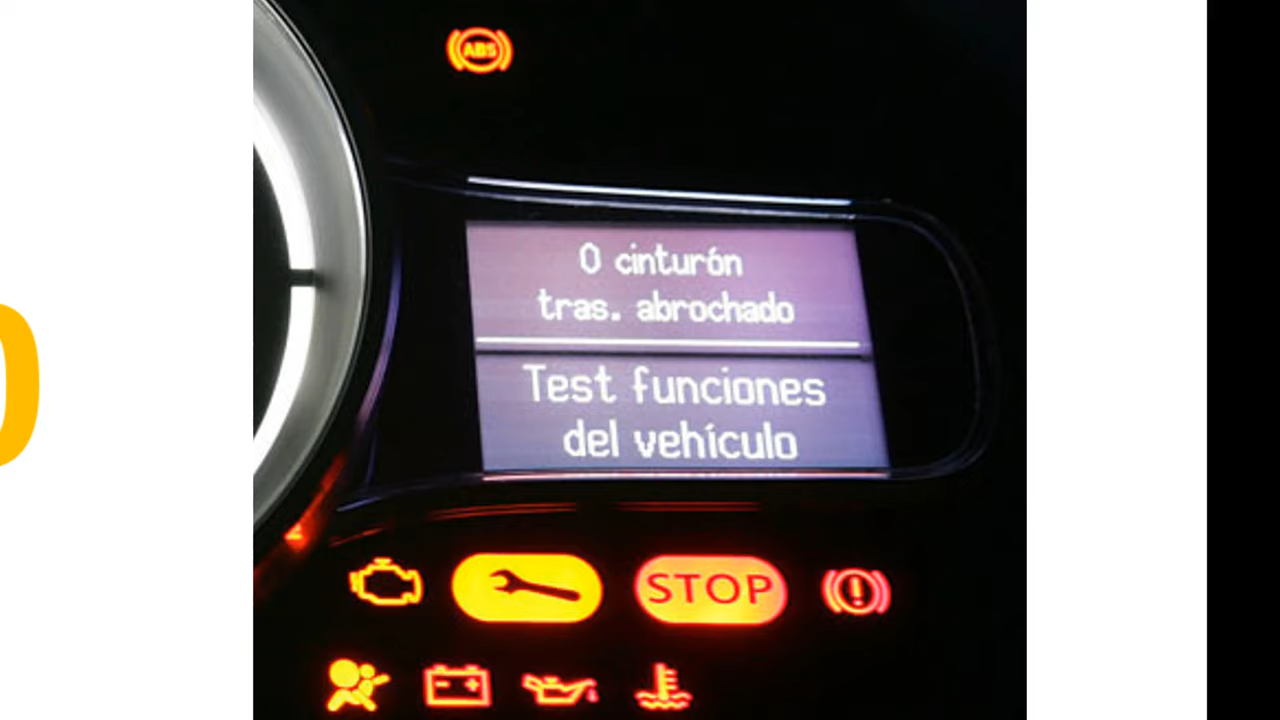 ABS
0 cinturón
tras. abrochado
Test funciones
del vehículo
STOP